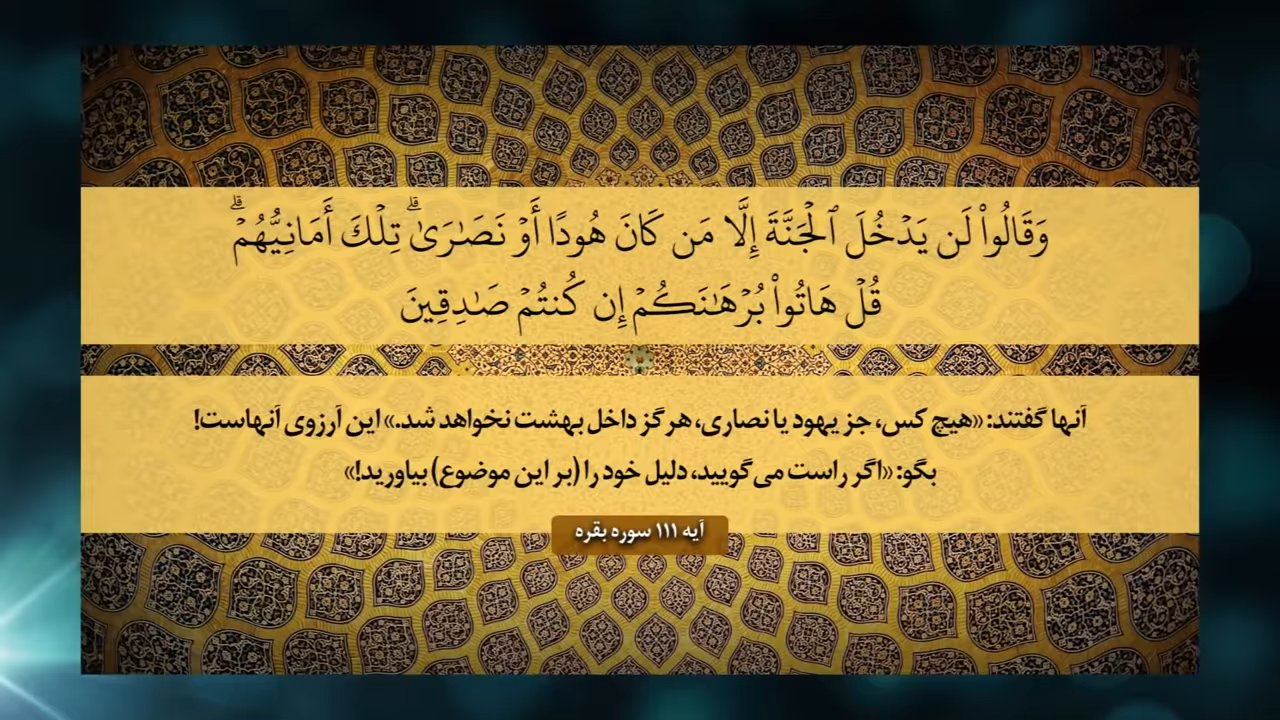 وَقَالُوا۟ لَن يَدْخُلَ ٱلْجَنَّةَ إِلَّا مَن كَانَ هُودًا أَوْ نَصَـٰرَىٰ ۗ تِلْكَ أَمَانِيُّهُمْ ۗ
قُلْ هَاتُوا۟ بُرْهَـٰنَكُمْ إِن كُنتُمْ صَـٰدِقِينَ
آنها گفتند: «هیچ کس، جز یهود یا نصاری، هرگز داخل بهشت نخواهد شد.» این آرزوی آنهاست!
بگو: «اگر راست می‌گویید، دلیل خود را (بر این موضوع) بیاورید!»
آیه ۱۱۱ سوره بقره